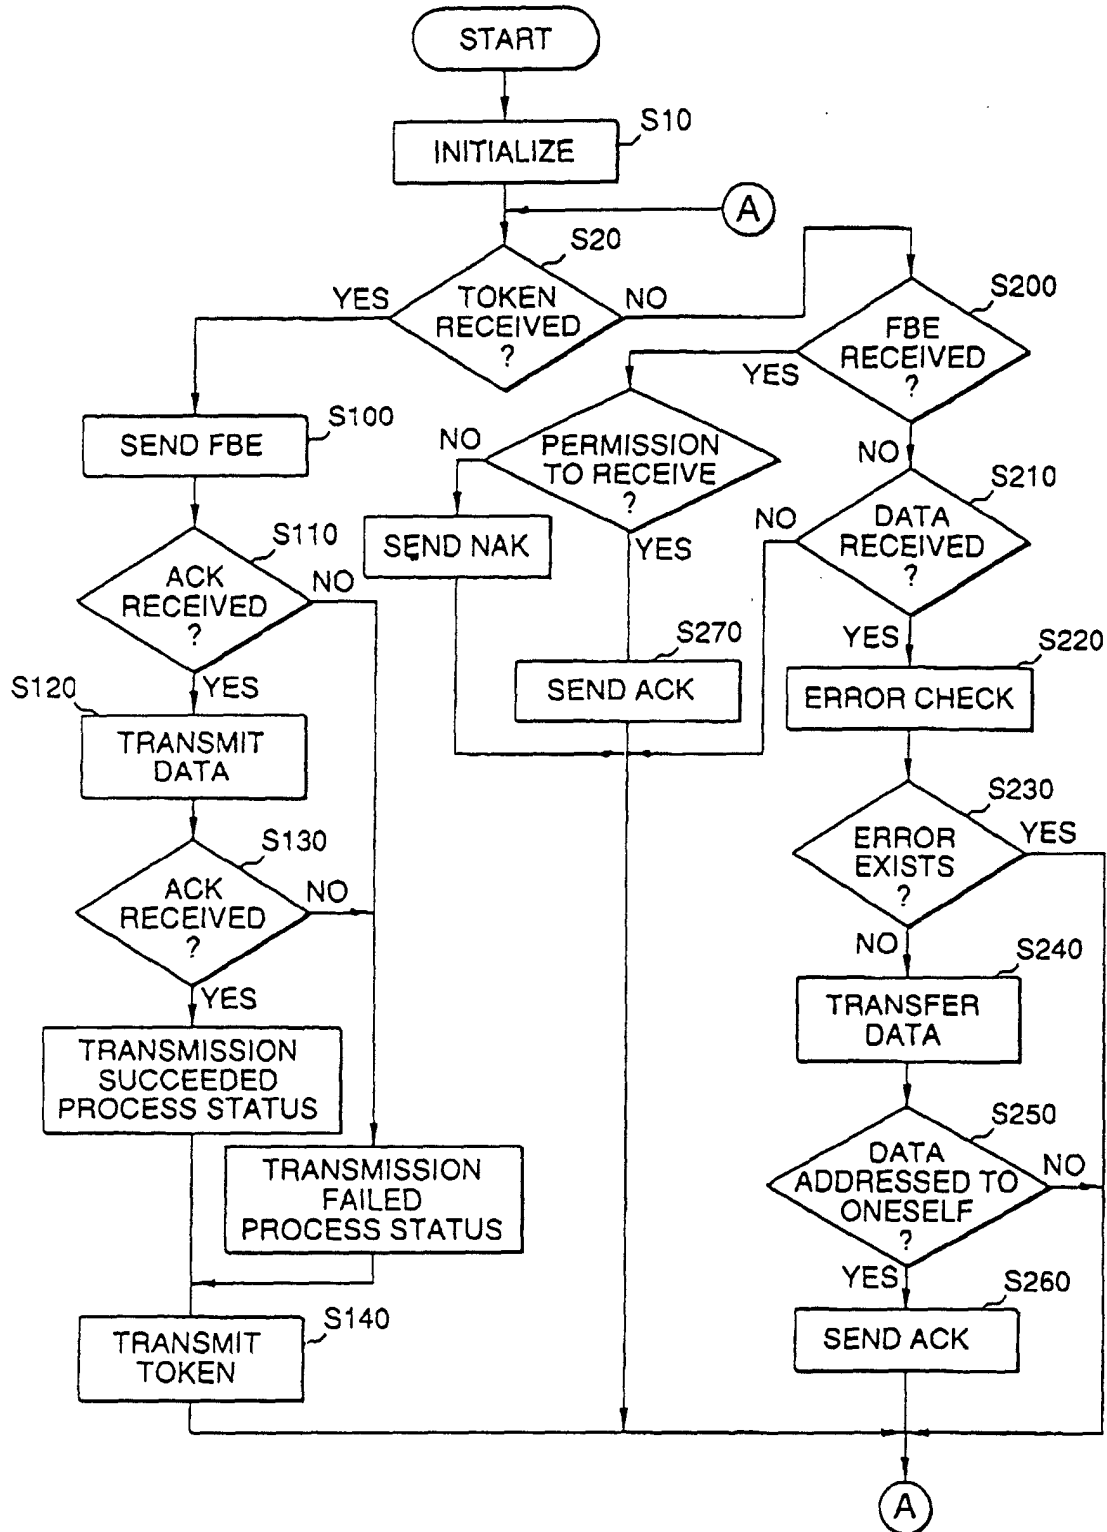 START
S10
INITIALIZE
A
S20
TOKEN
RECEIVED
?
YES
NO
S200
FBE
RECEIVED
?
YES
NO
S100
SEND FBE
PERMISSION
TO RECEIVE
?
NO
YES
SEND NAK
S210
DATA
RECEIVED
?
NO
YES
S110
ACK
RECEIVED
?
NO
YES
S270
SEND ACK
S220
ERROR CHECK
S120
TRANSMIT
DATA
S230
ERROR
EXISTS
?
YES
NO
S130
ACK
RECEIVED
?
NO
YES
S240
TRANSFER
DATA
TRANSMISSION
SUCCEEDED
PROCESS STATUS
TRANSMISSION
FAILED
PROCESS STATUS
S250
DATA
ADDRESSED TO
ONESELF
?
NO
YES
S260
SEND ACK
S140
TRANSMIT
TOKEN
A